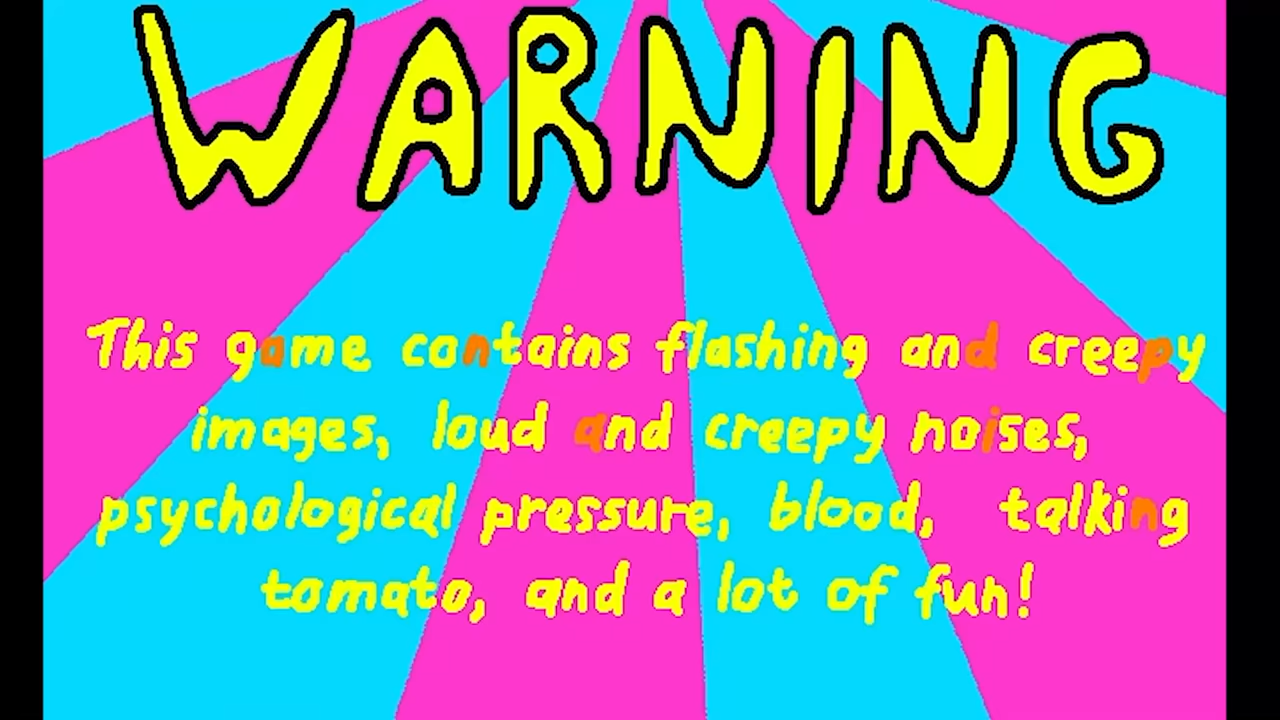 WARNING
This game contains flashing and creepy
images, loud and creepy noises,
psychological pressure, blood, talking
tomato, and a lot of fun!